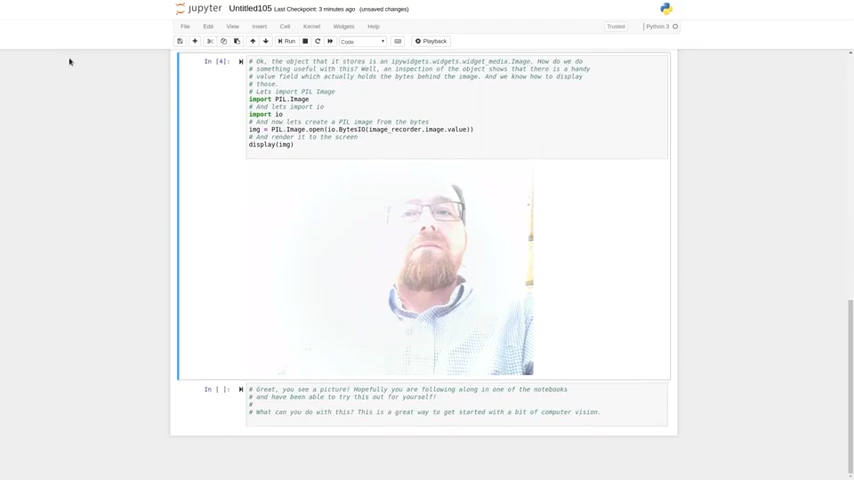 jupyter Untitled105 Last Checkpoint: 3 minutes ago (unsaved changes)
File Edit View Insert Cell Kernel Widgets Help Trusted Python 3
Run Code Playback
In [4]:
# Ok, the object that it stores is an ipywidgets.widgets.widget_media.Image. How do we do
# something useful with this? Well, an inspection of the object shows that there is a handy
# value field which actually holds the bytes behind the image. And we know how to display
# those.
# Lets import PIL Image
import PIL.Image
# And lets import io
import io
# And now lets create a PIL image from the bytes
img = PIL.Image.open(io.BytesIO(image_recorder.image.value))
# And render it to the screen
display(img)
In [ ]:
# Great, you see a picture! Hopefully you are following along in one of the notebooks
# and have been able to try this out for yourself!
#
# What can you do with this? This is a great way to get started with a bit of computer vision.